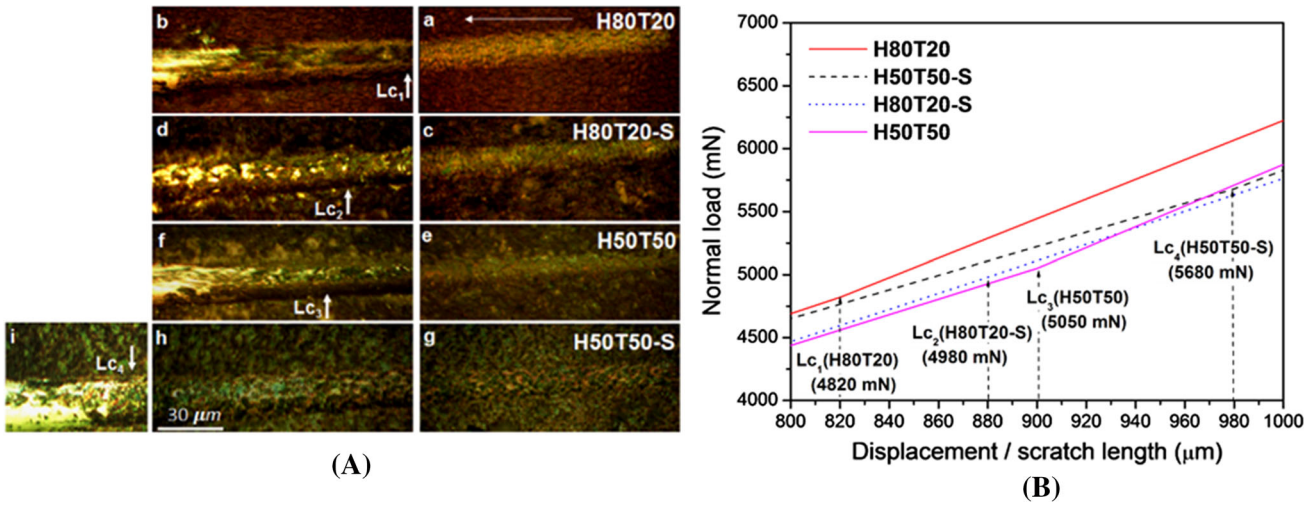 b
a
H80T20
Lc₁
d
c
H80T20-S
Lc₂
f
e
H50T50
Lc₃
i
h
g
H50T50-S
Lc₄
30 μm
(A)
B
7000
6500
6000
5500
5000
4500
4000
Normal load (mN)
H80T20
H50T50-S
H80T20-S
H50T50
Lc₄(H50T50-S)
(5680 mN)
Lc₃(H50T50)
(5050 mN)
Lc₂(H80T20-S)
(4980 mN)
Lc₁(H80T20)
(4820 mN)
800 820 840 860 880 900 920 940 960 980 1000
Displacement / scratch length (μm)
(B)